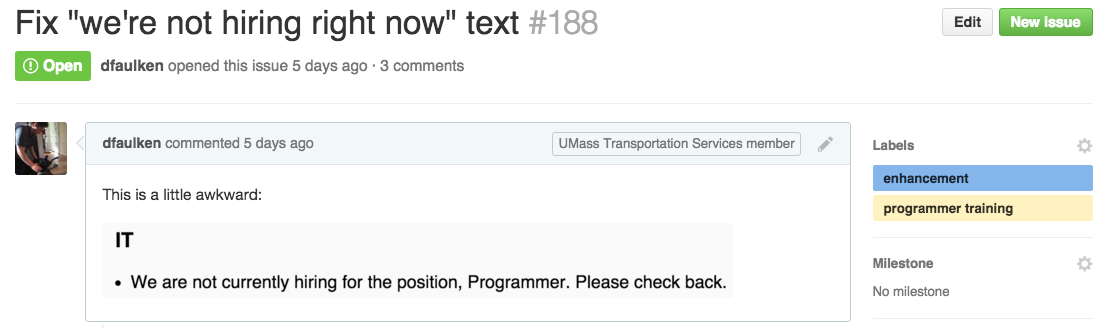 Fix "we're not hiring right now" text #188
Edit
New issue
Open
dfaulken opened this issue 5 days ago · 3 comments
dfaulken commented 5 days ago
UMass Transportation Services member
This is a little awkward:
IT
• We are not currently hiring for the position, Programmer. Please check back.
Labels
enhancement
programmer training
Milestone
No milestone